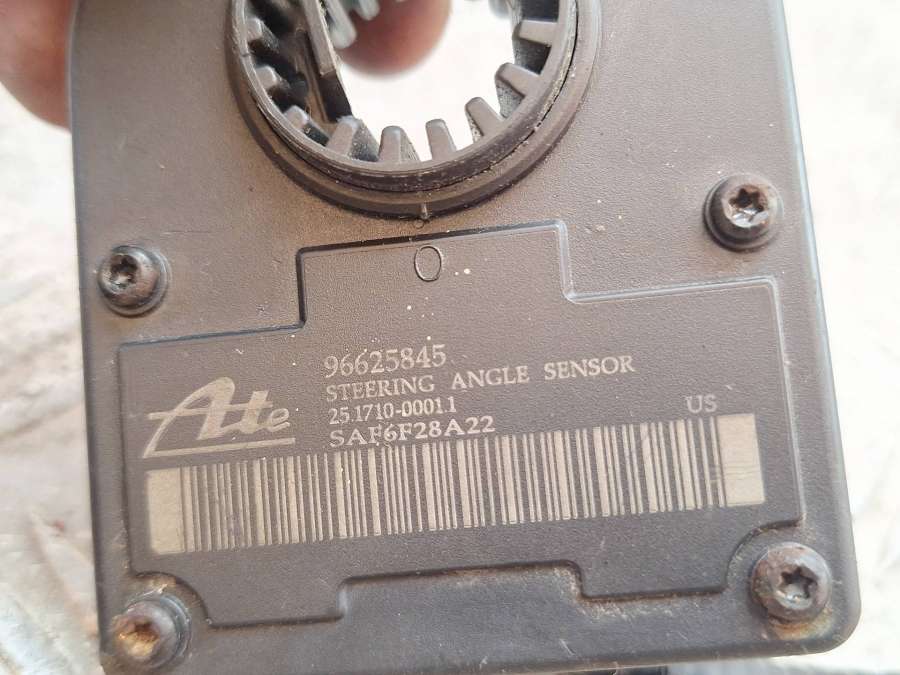 O
96625845
STEERING ANGLE SENSOR
Ate
25.1710-0001.1
SAF6F28A22
US